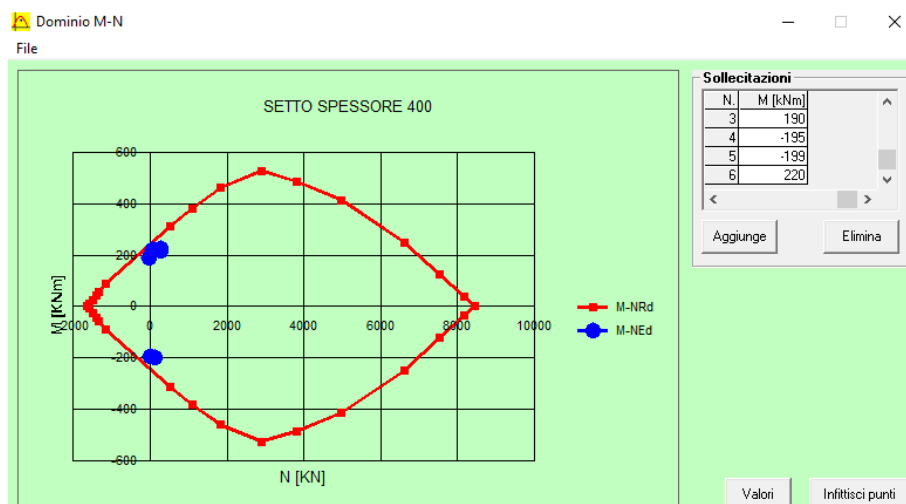 Dominio M-N
File
SETTO SPESSORE 400
600
400
200
0
-200
-400
-600
M [KNm]
-2000
0
2000
4000
6000
8000
10000
N [KN]
M-NRd
M-NEd
Sollecitazioni
N. M [kNm]
3 190
4 -195
5 -199
6 220
Aggiunge
Elimina
Valori
Infittisci punti